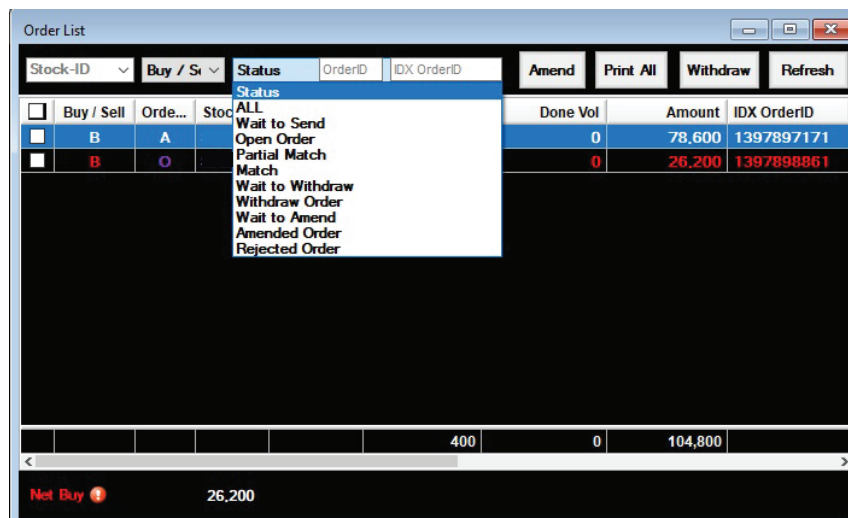 Order List
Stock-ID Buy / Se Status OrderID IDX OrderID Amend Print All Withdraw Refresh
Status
ALL
Wait to Send
Open Order
Partial Match
Match
Wait to Withdraw
Withdraw Order
Wait to Amend
Amended Order
Rejected Order
Buy / Sell Orde... Stoc Done Vol Amount IDX OrderID
B A 0 78,600 1397897171
B O 0 26,200 1397898861
400 0 104,800
Net Buy 26,200